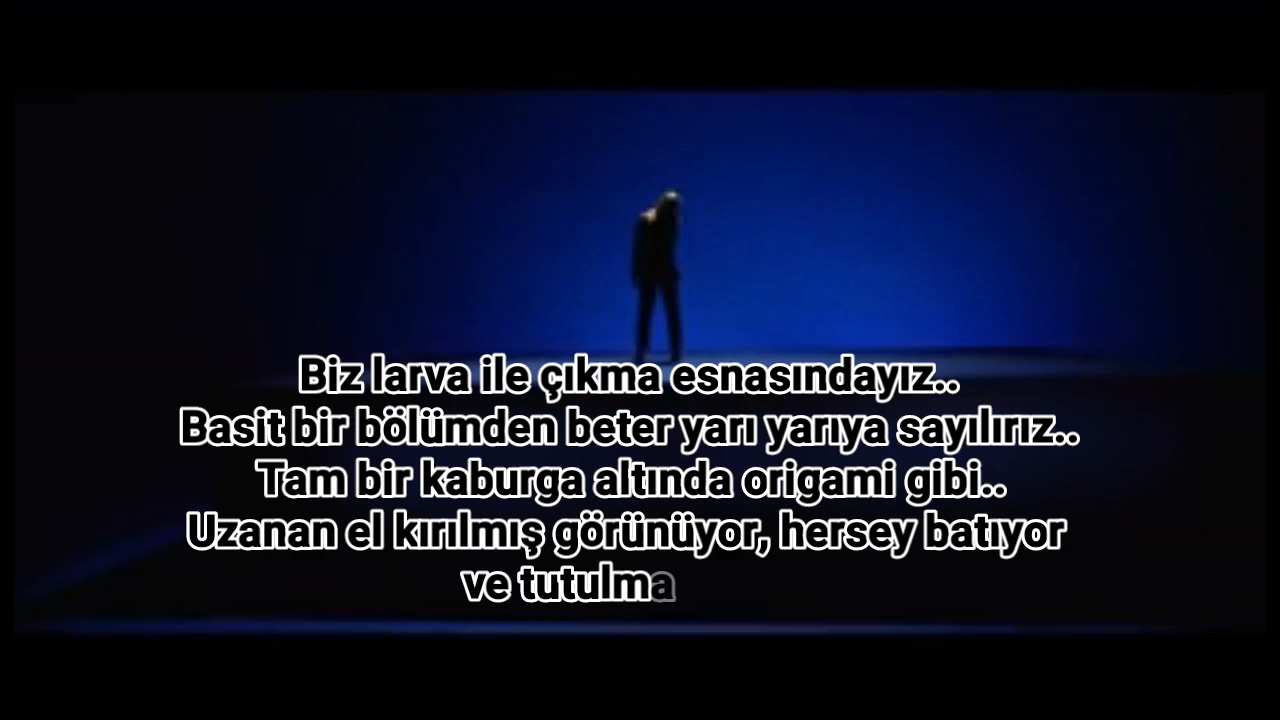 Biz larva ile çıkma esnasındayız..
Basit bir bölümden beter yarı yarıya sayılırız..
Tam bir kaburga altında origami gibi..
Uzanan el kırılmış görünüyor, hersey batıyor
ve tutulma